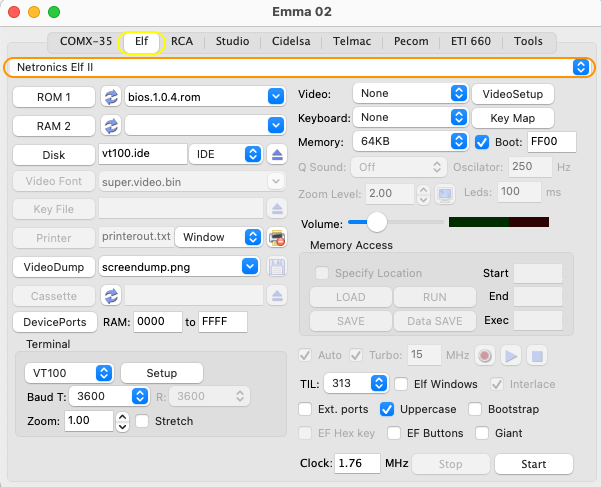 Emma 02
COMX-35 Elf RCA Studio Cidelsa Telmac Pecom ETI 660 Tools
Netronics Elf II
ROM 1 bios.1.0.4.rom
RAM 2
Disk vt100.ide IDE
Video Font super.video.bin
Key File
Printer printerout.txt Window
VideoDump screendump.png
Cassette
DevicePorts RAM: 0000 to FFFF
Terminal
VT100 Setup
Baud T: 3600 R: 3600
Zoom: 1.00 Stretch
Video: None VideoSetup
Keyboard: None Key Map
Memory: 64KB Boot: FF00
Q Sound: Off Oscilator: 250 Hz
Zoom Level: 2.00 Leds: 100 ms
Volume:
Memory Access
Specify Location Start
LOAD RUN End
SAVE Data SAVE Exec
Auto Turbo: 15 MHz
TIL: 313 Elf Windows Interlace
Ext. ports Uppercase Bootstrap
EF Hex key EF Buttons Giant
Clock: 1.76 MHz Stop Start